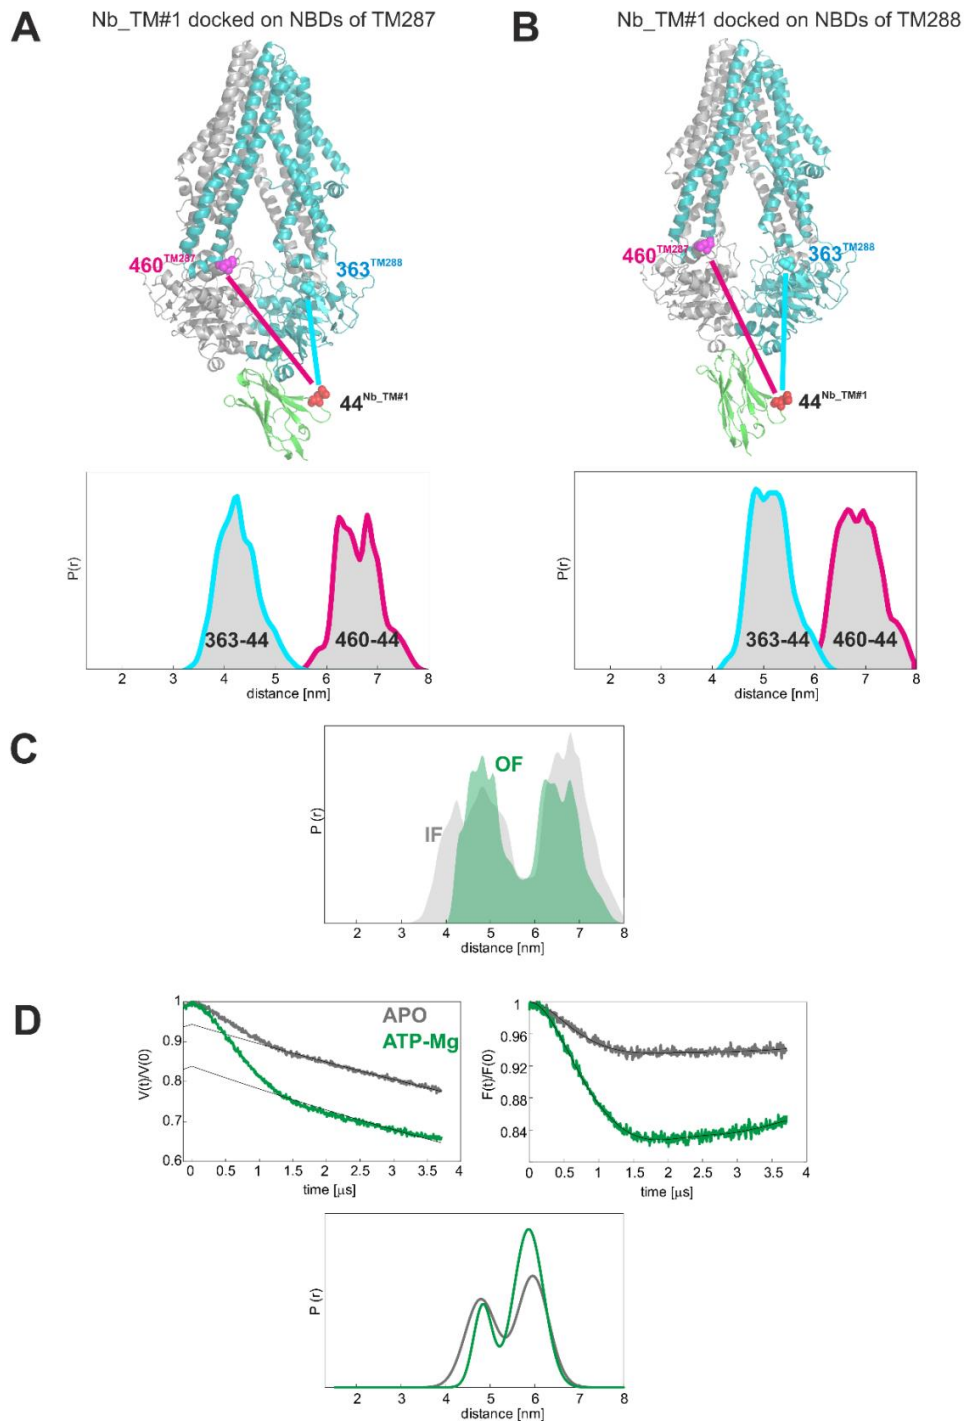 A
Nb_TM#1 docked on NBDs of TM287
460TM287
363TM288
44Nb_TM#1
P(r)
363-44
460-44
2 3 4 5 6 7 8
distance [nm]
B
Nb_TM#1 docked on NBDs of TM288
460TM287
363TM288
44Nb_TM#1
P(r)
363-44
460-44
2 3 4 5 6 7 8
distance [nm]
C
OF
IF
P (r)
2 3 4 5 6 7 8
distance [nm]
D
1
0.9
0.8
0.7
0.6
V(t)/V(0)
APO
ATP-Mg
0 0.5 1 1.5 2 2.5 3 3.5 4
time [μs]
1
0.96
0.92
0.88
0.84
F(t)/F(0)
0 0.5 1 1.5 2 2.5 3 3.5 4
time [μs]
P (r)
2 3 4 5 6 7 8
distance [nm]